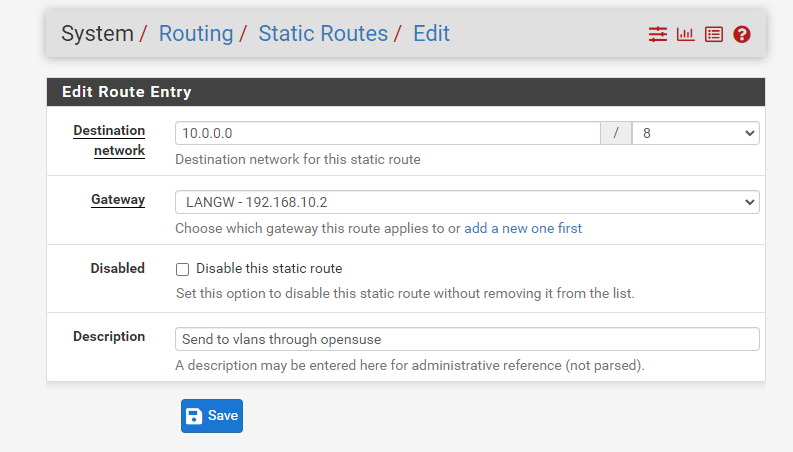 System / Routing / Static Routes / Edit
Edit Route Entry
Destination network
10.0.0.0 / 8
Destination network for this static route
Gateway
LANGW - 192.168.10.2
Choose which gateway this route applies to or add a new one first
Disabled
Disable this static route
Set this option to disable this static route without removing it from the list.
Description
Send to vlans through opensuse
A description may be entered here for administrative reference (not parsed).
Save